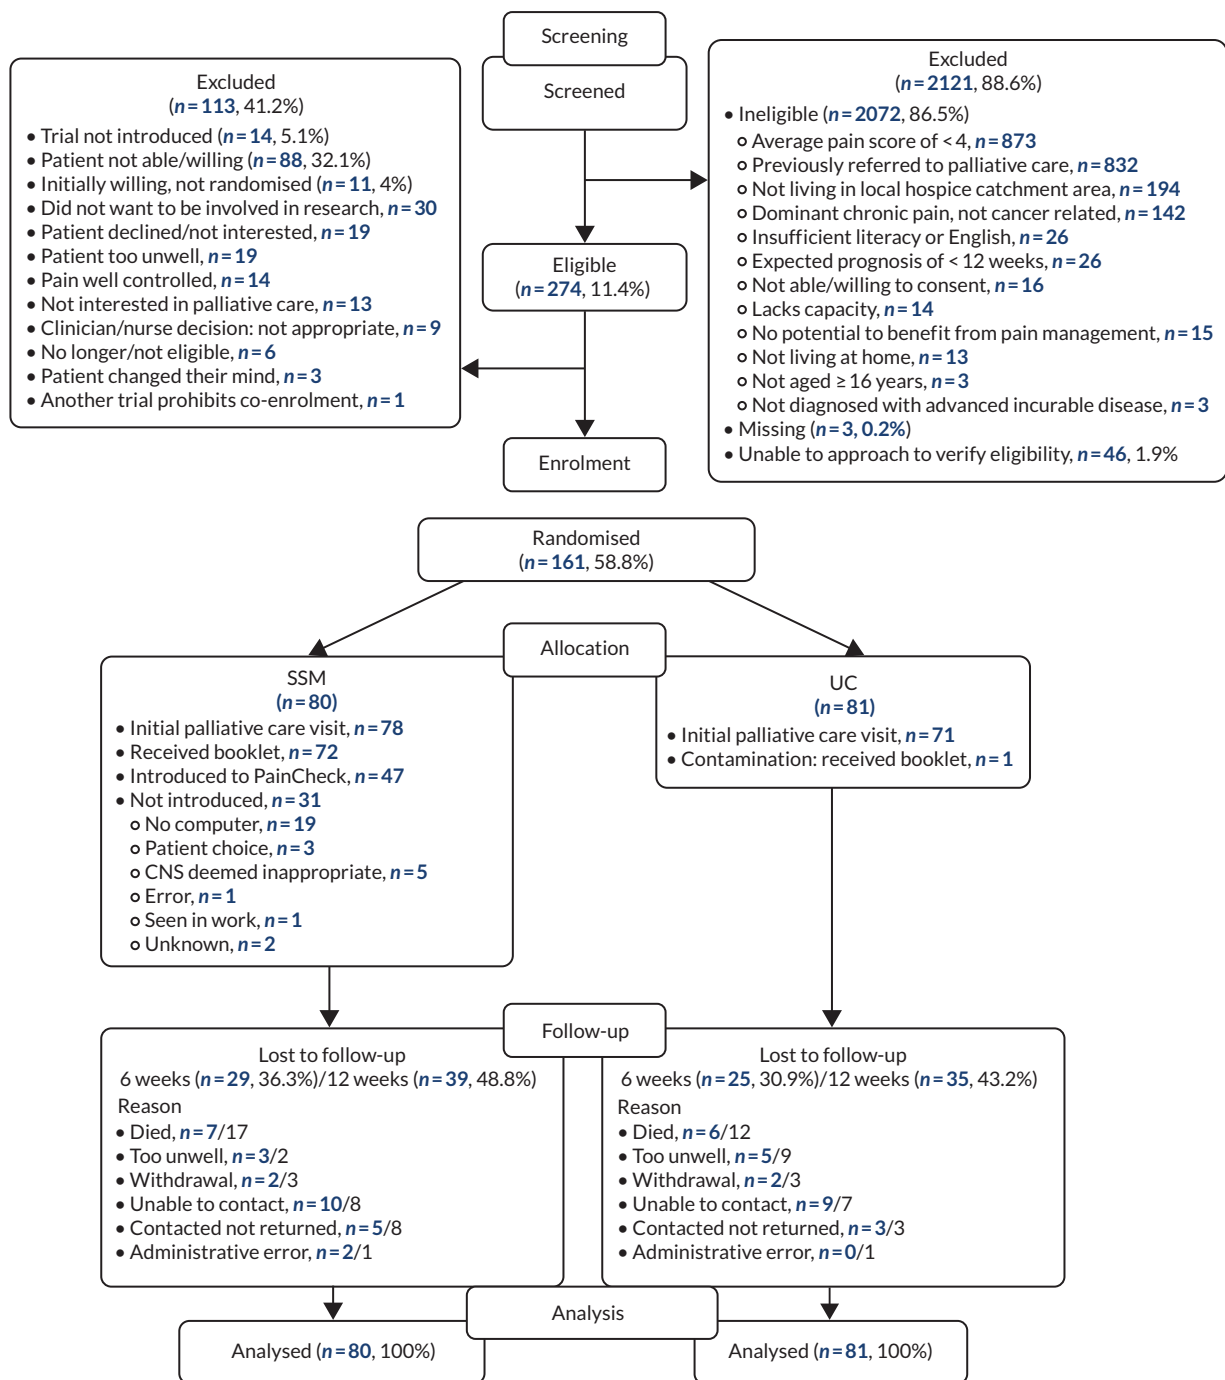 Screening
Screened
Excluded
(n=2121, 88.6%)
• Ineligible (n=2072, 86.5%)
o Average pain score of <4, n=873
o Previously referred to palliative care, n=832
o Not living in local hospice catchment area, n=194
o Dominant chronic pain, not cancer related, n=142
o Insufficient literacy or English, n=26
o Expected prognosis of <12 weeks, n=26
o Not able/willing to consent, n=16
o Lacks capacity, n=14
o No potential to benefit from pain management, n=15
o Not living at home, n=13
o Not aged ≥16 years, n=3
o Not diagnosed with advanced incurable disease, n=3
• Missing (n=3, 0.2%)
• Unable to approach to verify eligibility, n=46, 1.9%
Eligible
(n=274, 11.4%)
Excluded
(n=113, 41.2%)
• Trial not introduced (n=14, 5.1%)
• Patient not able/willing (n=88, 32.1%)
• Initially willing, not randomised (n=11, 4%)
• Did not want to be involved in research, n=30
• Patient declined/not interested, n=19
• Patient too unwell, n=19
• Pain well controlled, n=14
• Not interested in palliative care, n=13
• Clinician/nurse decision: not appropriate, n=9
• No longer/not eligible, n=6
• Patient changed their mind, n=3
• Another trial prohibits co-enrolment, n=1
Enrolment
Randomised
(n=161, 58.8%)
Allocation
SSM
(n=80)
• Initial palliative care visit, n=78
• Received booklet, n=72
• Introduced to PainCheck, n=47
• Not introduced, n=31
o No computer, n=19
o Patient choice, n=3
o CNS deemed inappropriate, n=5
o Error, n=1
o Seen in work, n=1
o Unknown, n=2
UC
(n=81)
• Initial palliative care visit, n=71
• Contamination: received booklet, n=1
Follow-up
Lost to follow-up
6 weeks (n=29, 36.3%)/12 weeks (n=39, 48.8%)
Reason
• Died, n=7/17
• Too unwell, n=3/2
• Withdrawal, n=2/3
• Unable to contact, n=10/8
• Contacted not returned, n=5/8
• Administrative error, n=2/1
Lost to follow-up
6 weeks (n=25, 30.9%)/12 weeks (n=35, 43.2%)
Reason
• Died, n=6/12
• Too unwell, n=5/9
• Withdrawal, n=2/3
• Unable to contact, n=9/7
• Contacted not returned, n=3/3
• Administrative error, n=0/1
Analysis
Analysed (n=80, 100%)
Analysed (n=81, 100%)